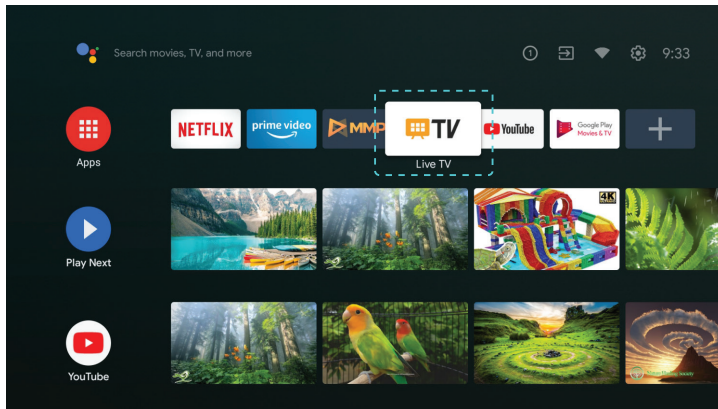 Search movies, TV, and more
1
9:33
NETFLIX
prime video
MMP
TV
YouTube
Google Play
Movies & TV
Apps
Live TV
4K
Play Next
YouTube